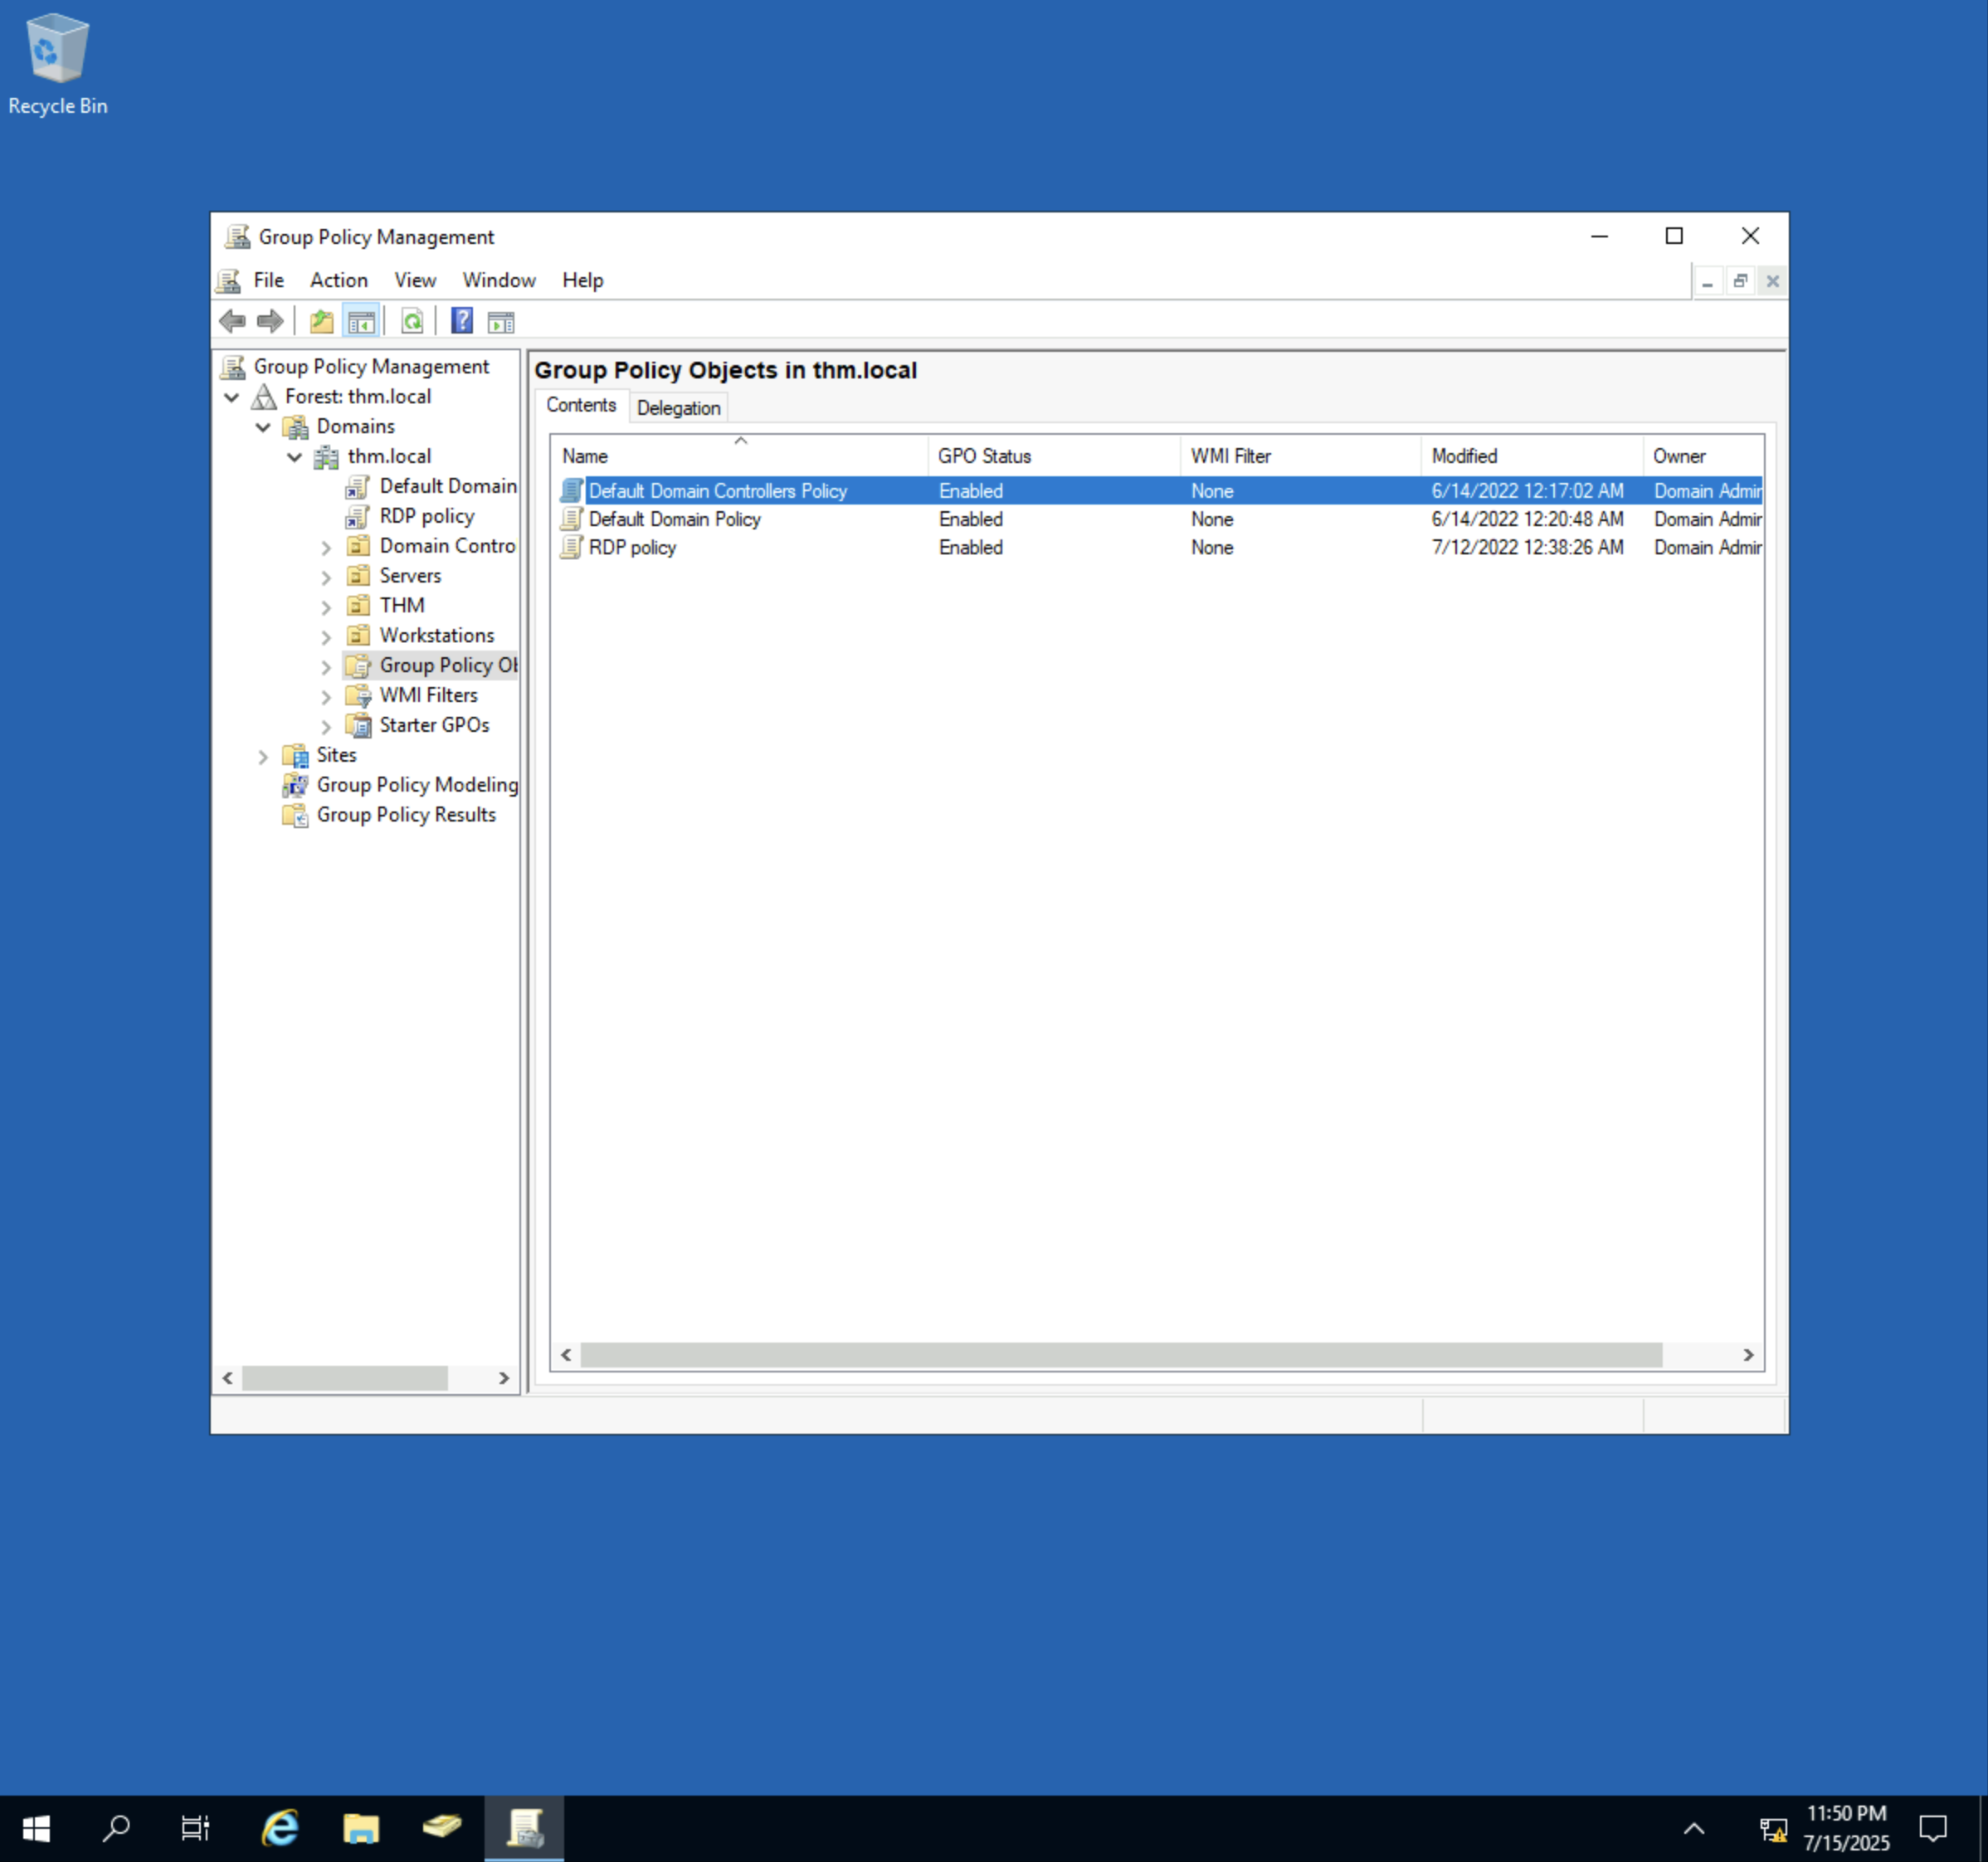 Recycle Bin
Group Policy Management
File Action View Window Help
Group Policy Management
Forest: thm.local
Domains
thm.local
Default Domain
RDP policy
Domain Contro
Servers
THM
Workstations
Group Policy Ob
WMI Filters
Starter GPOs
Sites
Group Policy Modeling
Group Policy Results
Group Policy Objects in thm.local
Contents Delegation
Name GPO Status WMI Filter Modified Owner
Default Domain Controllers Policy Enabled None 6/14/2022 12:17:02 AM Domain Admin
Default Domain Policy Enabled None 6/14/2022 12:20:48 AM Domain Admin
RDP policy Enabled None 7/12/2022 12:38:26 AM Domain Admin
11:50 PM
7/15/2025